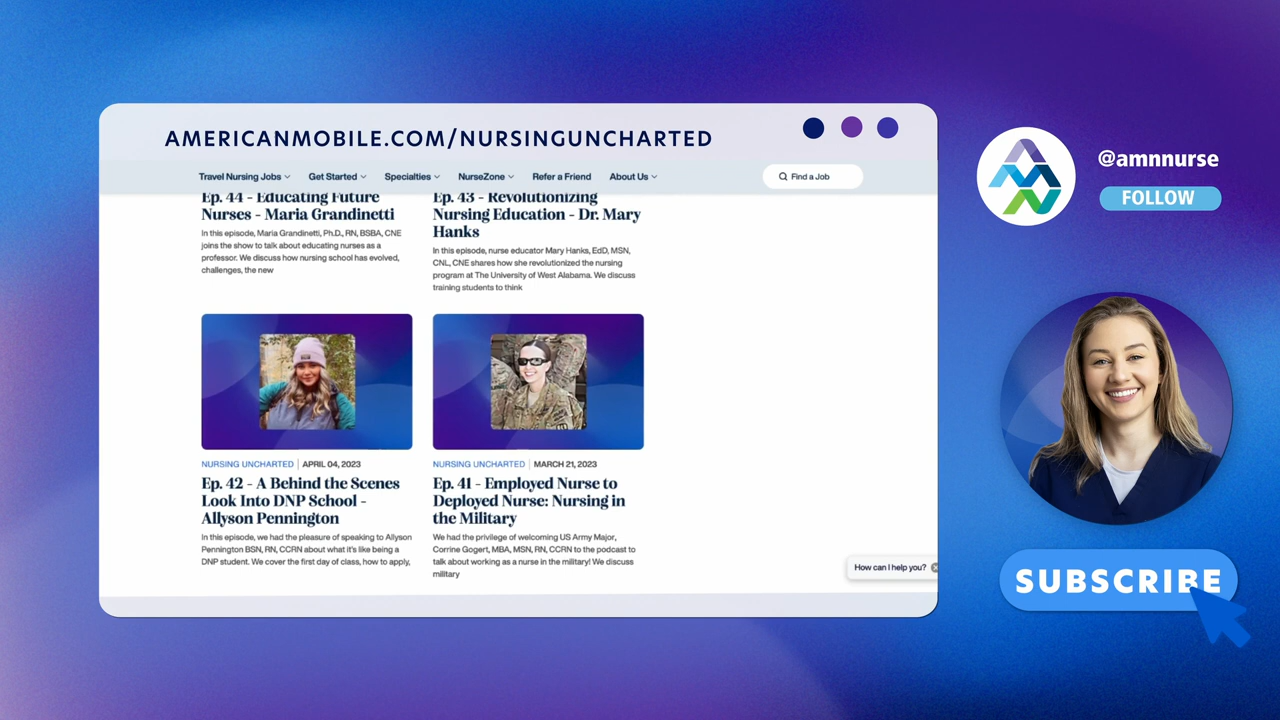 AMERICANMOBILE.COM/NURSINGUNCHARTED
Travel Nursing Jobs
Get Started
Specialties
NurseZone
Refer a Friend
About Us
Find a Job
Ep. 44 - Educating Future
Nurses - Maria Grandinetti
In this episode, Maria Grandinetti, Ph.D., RN, BSBA, CNE
joins the show to talk about educating nurses as a
professor. We discuss how nursing school has evolved,
challenges, the new
Ep. 43 - Revolutionizing
Nursing Education - Dr. Mary
Hanks
In this episode, nurse educator Mary Hanks, EdD, MSN,
CNL, CNE shares how she revolutionized the nursing
program at The University of West Alabama. We discuss
training students to think
NURSING UNCHARTED | APRIL 04, 2023
Ep. 42 - A Behind the Scenes
Look Into DNP School -
Allyson Pennington
In this episode, we had the pleasure of speaking to Allyson
Pennington BSN, RN, CCRN about what it's like being a
DNP student. We cover the first day of class, how to apply,
NURSING UNCHARTED | MARCH 21, 2023
Ep. 41 - Employed Nurse to
Deployed Nurse: Nursing in
the Military
We had the privilege of welcoming US Army Major,
Corrine Gogert, MBA, MSN, RN, CCRN to the podcast to
talk about working as a nurse in the military! We discuss
military
How can I help you?
@amnnurse
FOLLOW
SUBSCRIBE